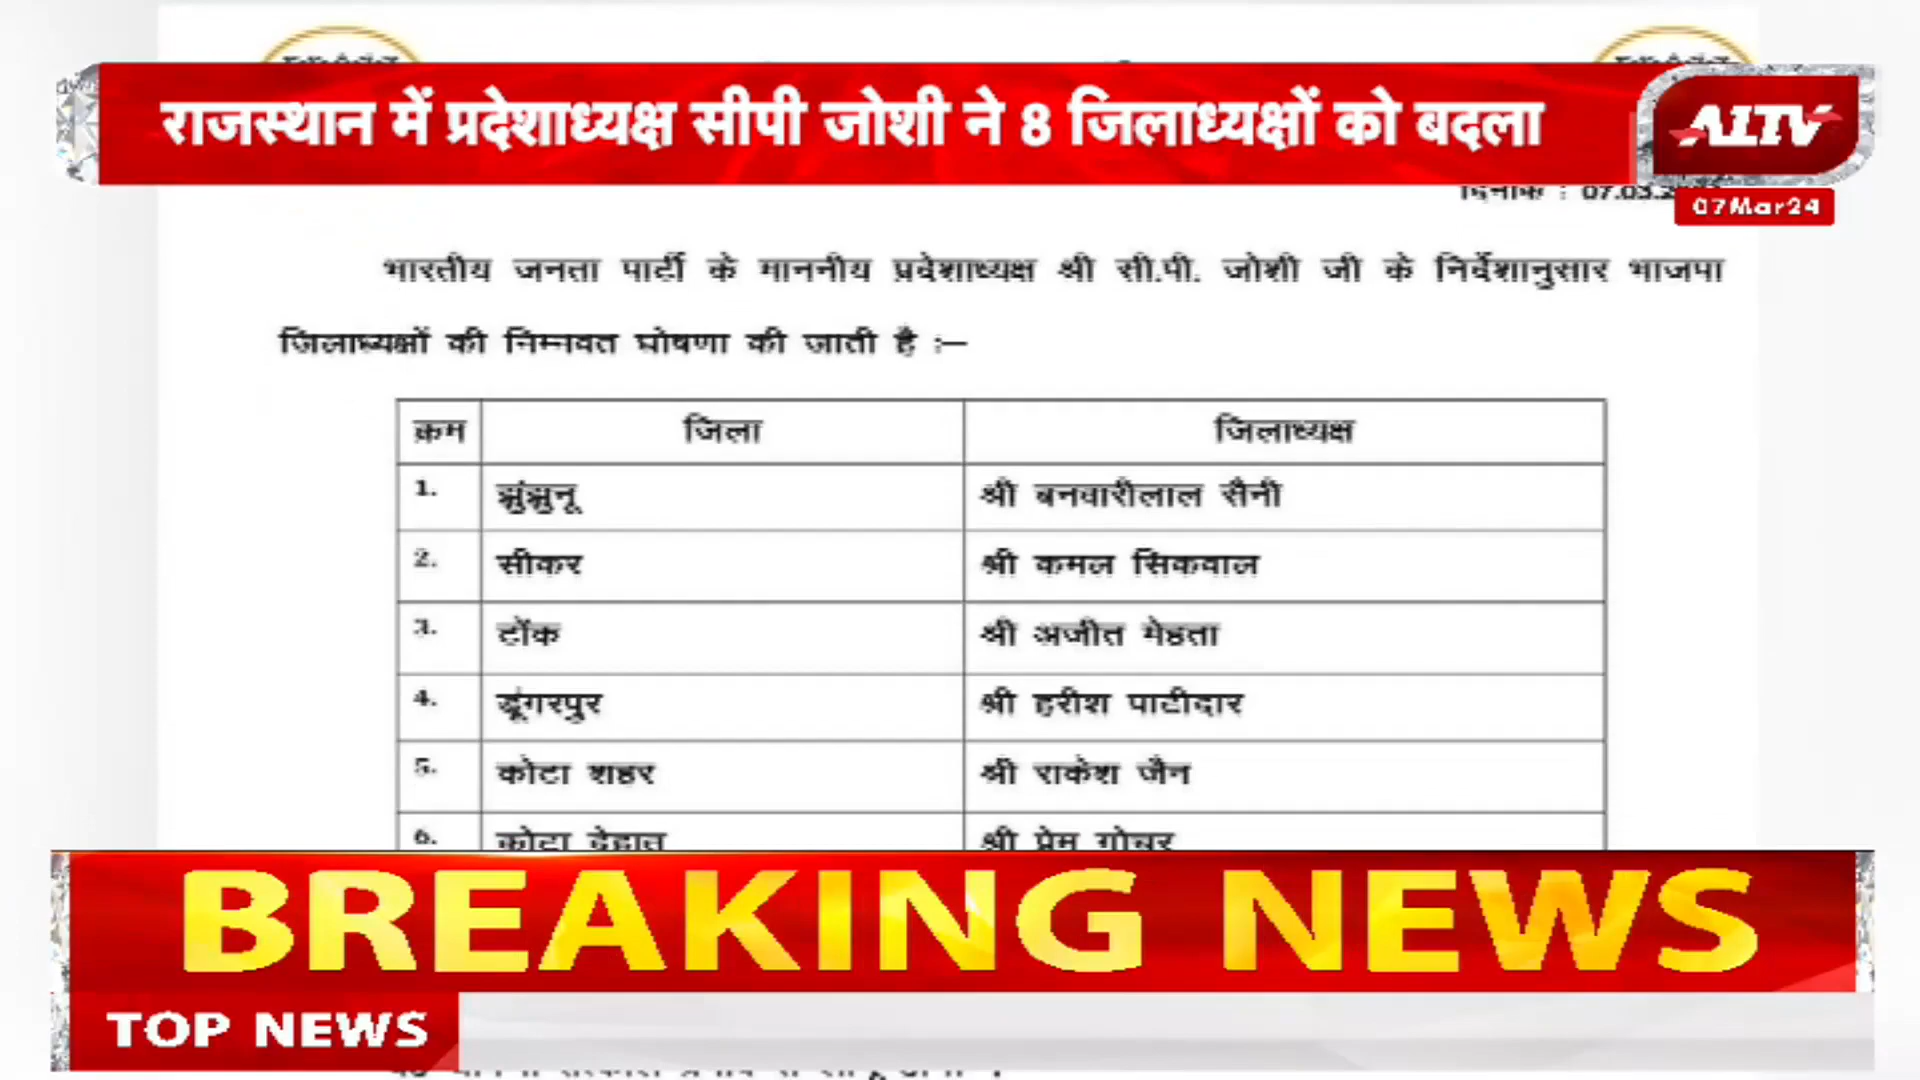 राजस्थान में प्रदेशाध्यक्ष सीपी जोशी ने 8 जिलाध्यक्षों को बदला
ALTV
दिनांक :
07Mar24
भारतीय जनता पार्टी के माननीय प्रदेशाध्यक्ष श्री सी.पी. जोशी जी के निर्देशानुसार भाजपा
जिलाध्यक्षों की निम्नवत घोषणा की जाती है :—
क्रम जिला जिलाध्यक्ष
1. झुंझुनू श्री बनवारीलाल सैनी
2. सीकर श्री कमल सिकवाल
3. टोंक श्री अजीत मेहता
4. डूंगरपुर श्री हरीश पाटीदार
5. कोटा शहर श्री राकेश जैन
6. कोटा देहात श्री प्रेम गोचर
BREAKING NEWS
TOP NEWS